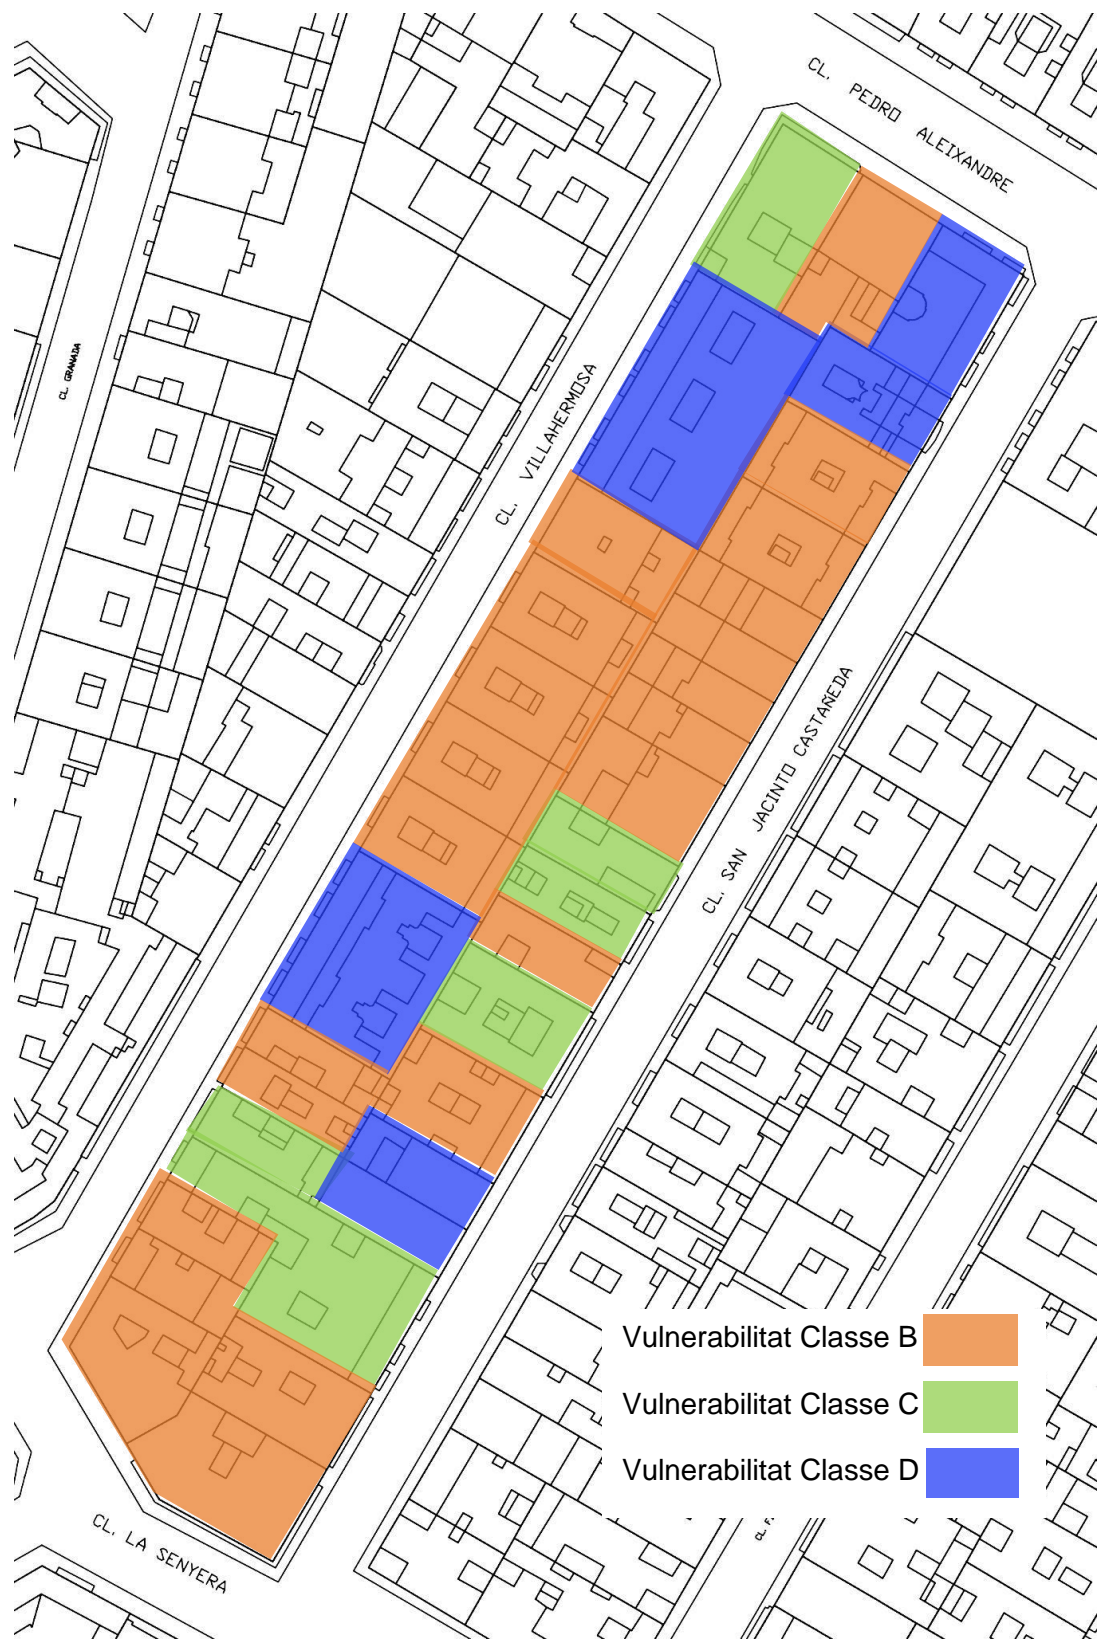 CL. PEDRO ALEIXANDRE
CL. GRANADA
CL. VILLAHERMOSA
CL. SAN JACINTO CASTAÑEDA
Vulnerabilitat Classe B
Vulnerabilitat Classe C
Vulnerabilitat Classe D
CL. LA SENYERA
CL.